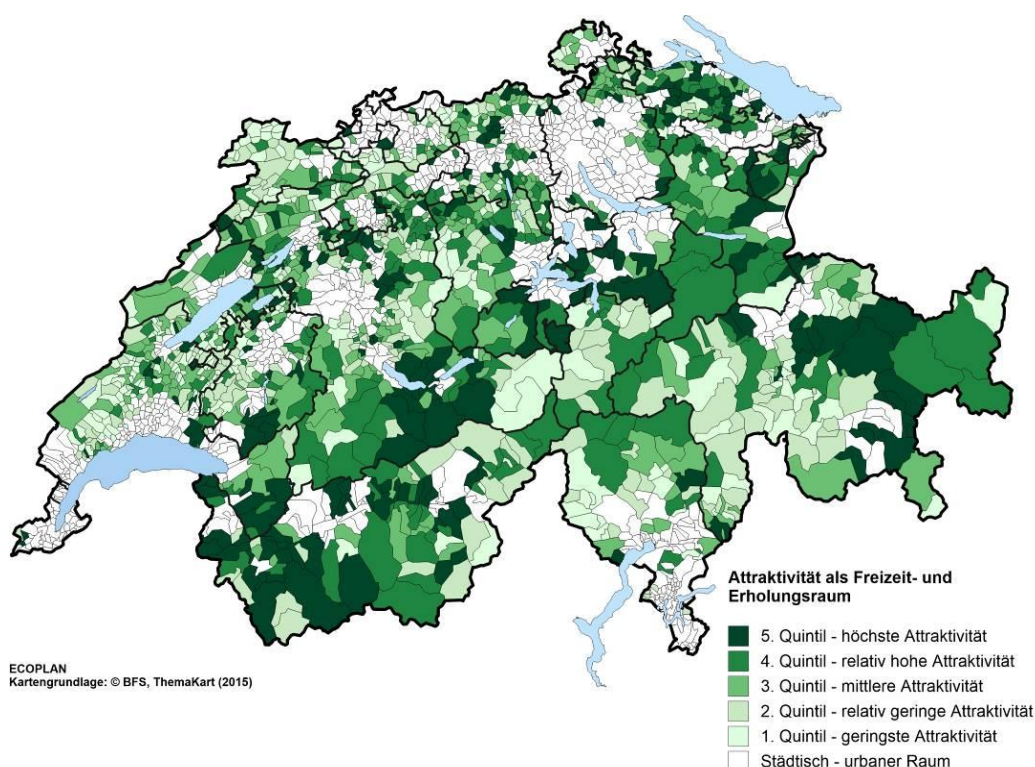 Attraktivität als Freizeit- und
Erholungsraum
5. Quintil - höchste Attraktivität
4. Quintil - relativ hohe Attraktivität
3. Quintil - mittlere Attraktivität
2. Quintil - relativ geringe Attraktivität
1. Quintil - geringste Attraktivität
Städtisch - urbaner Raum
ECOPLAN
Kartengrundlage: © BFS, ThemaKart (2015)